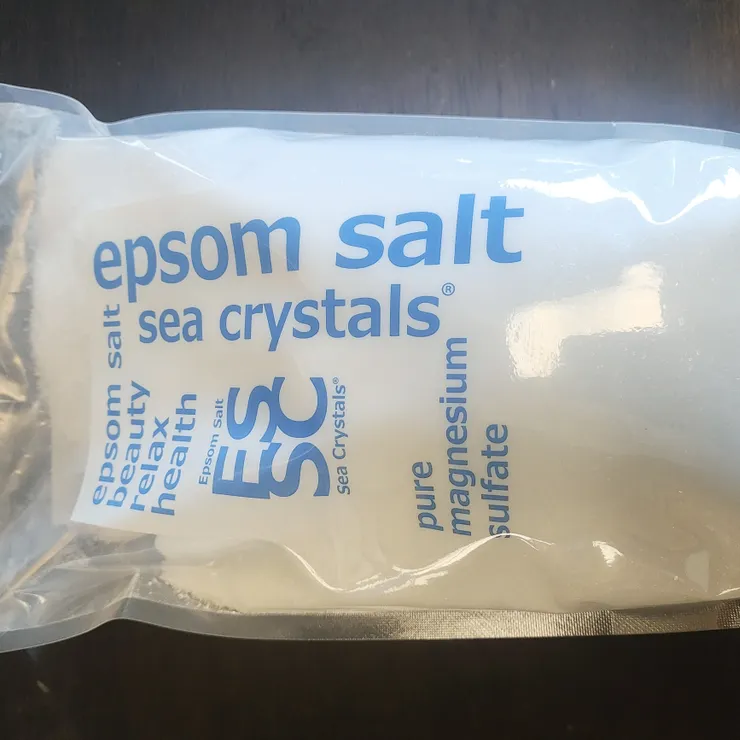 epsom salt
sea crystals®
epsom salt
beauty
relax
health
Epsom Salt
ES
SC
Sea Crystals®
pure
magnesium
sulfate